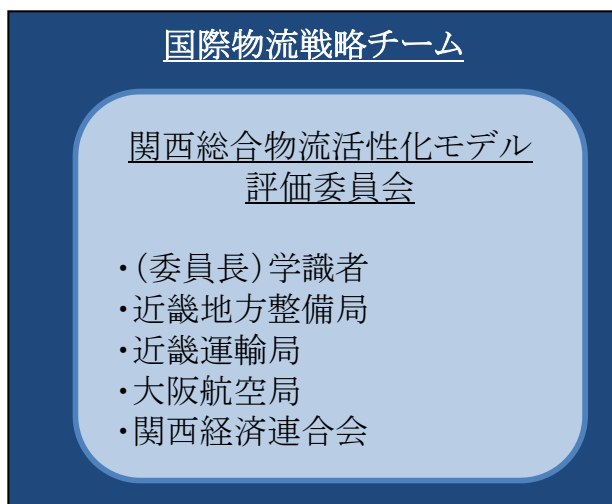 国際物流戦略チーム
関西総合物流活性化モデル
評価委員会
・(委員長)学識者
・近畿地方整備局
・近畿運輸局
・大阪航空局
・関西経済連合会